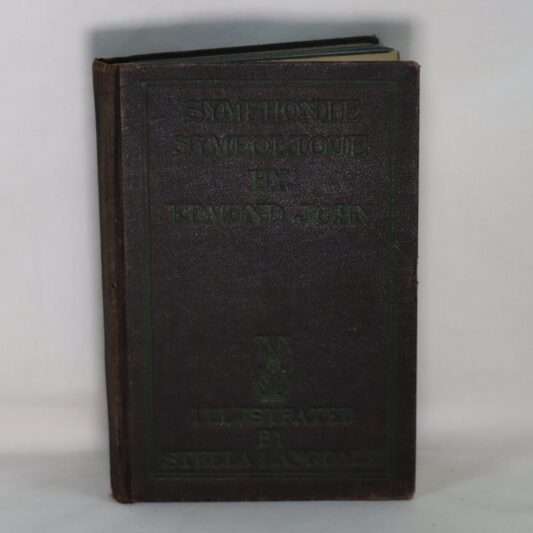 SYMPHONIE
SYMBOLIQUE
BY
EDMUND JOHN
ILLUSTRATED
BY
STELLA LANGDALE